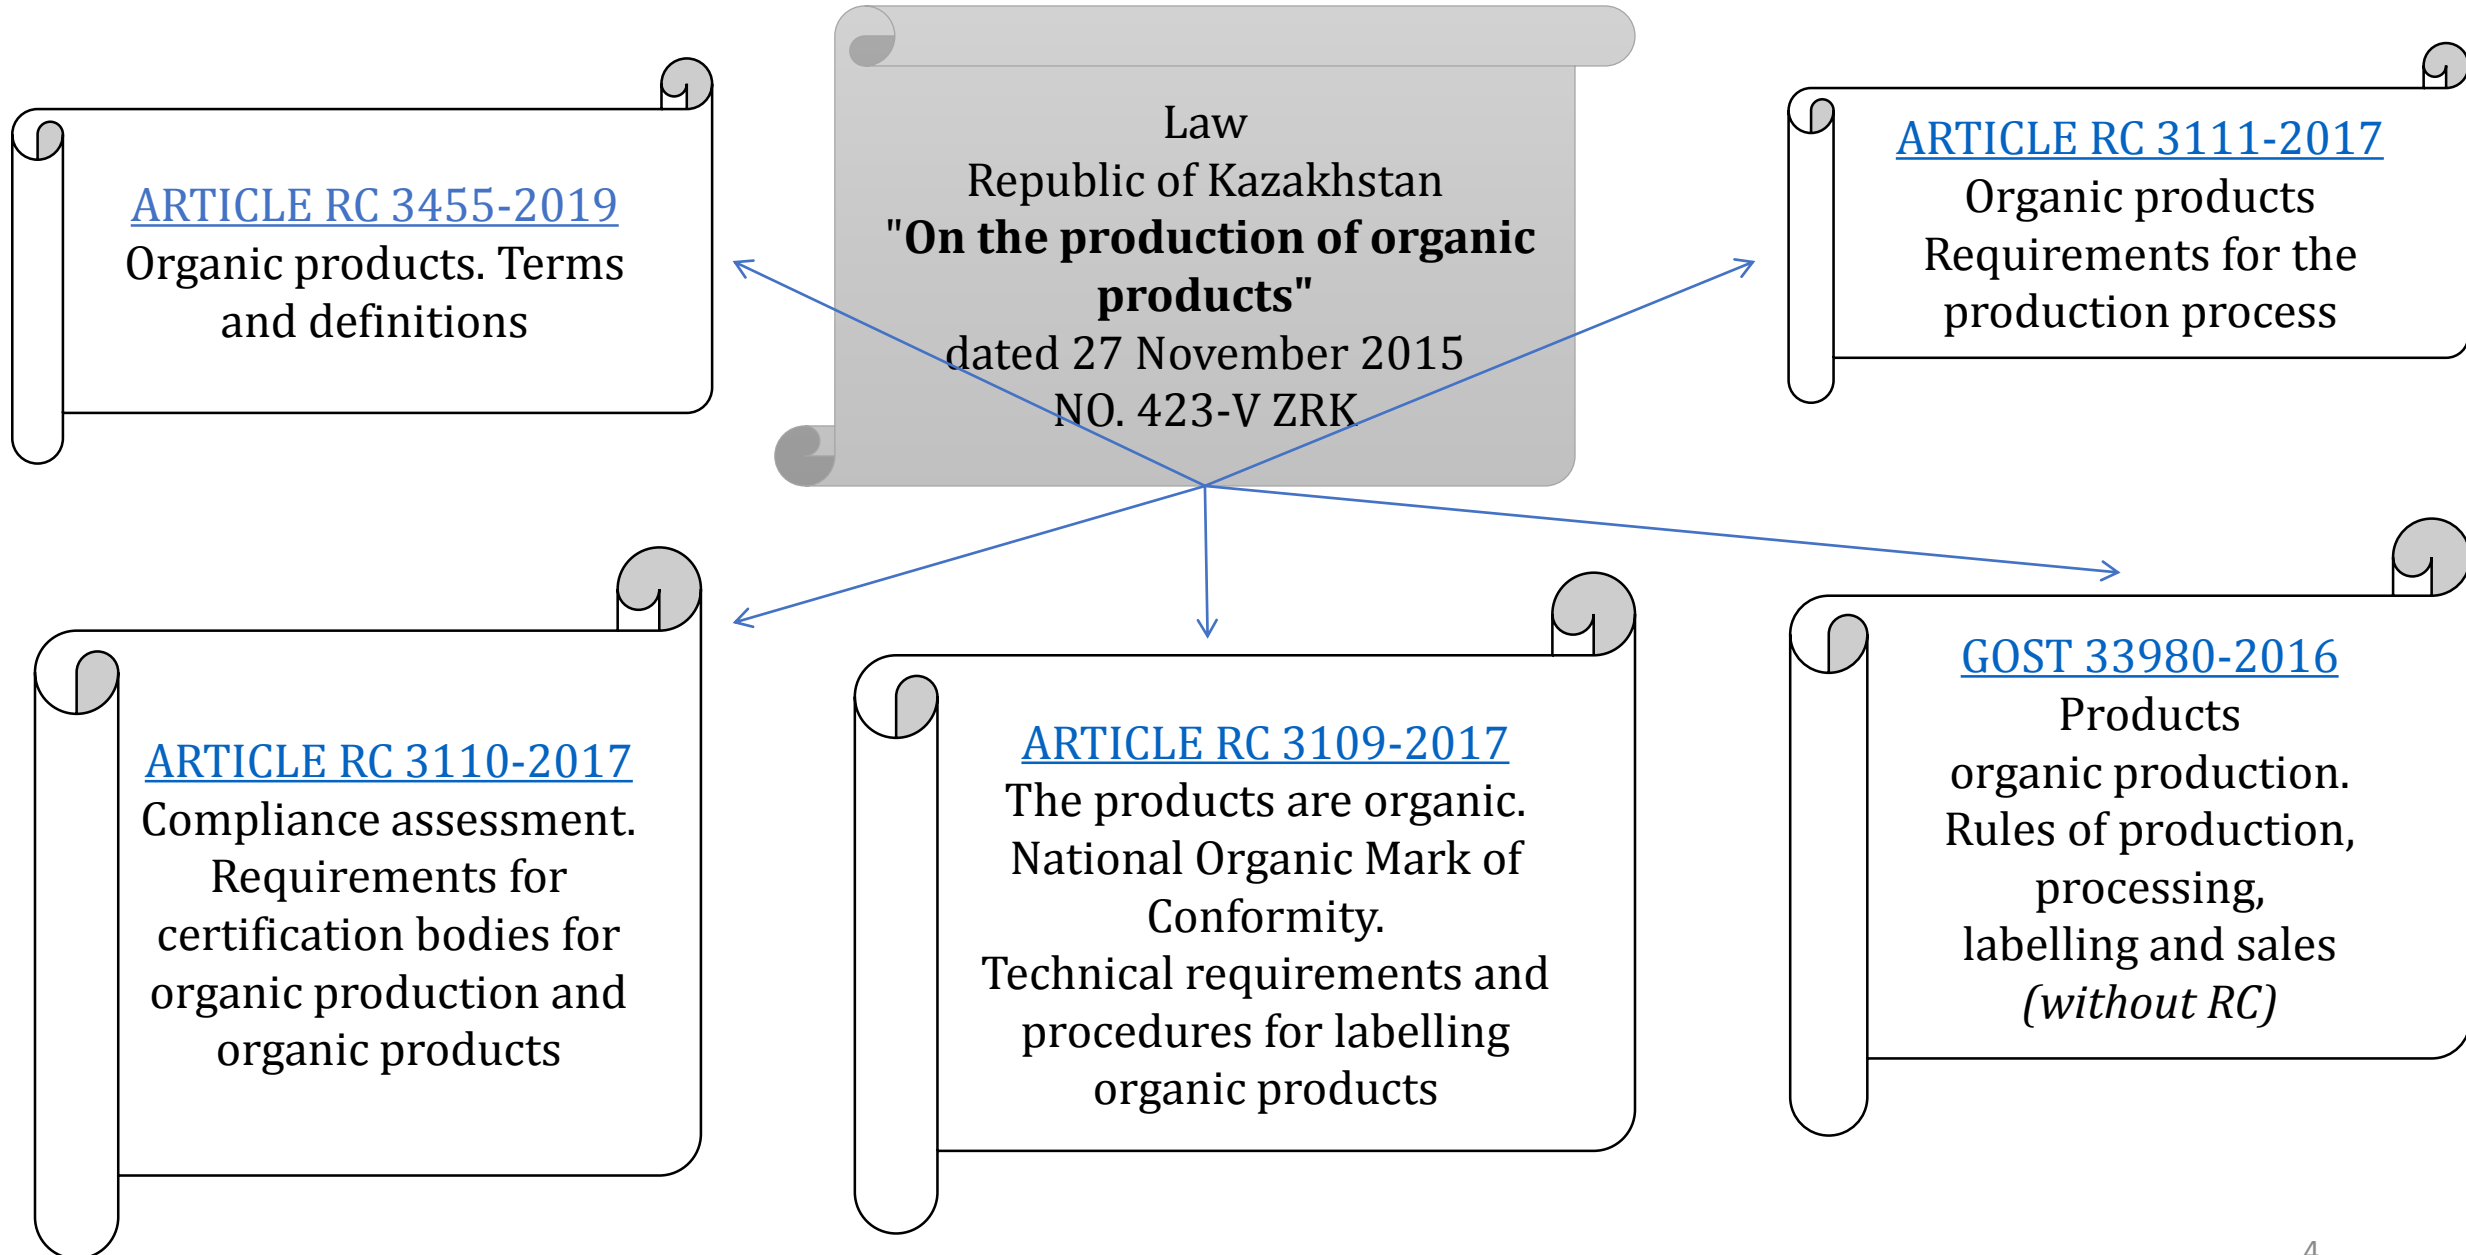 Law
Republic of Kazakhstan
"On the production of organic
products"
dated 27 November 2015
NO. 423-V ZRK
ARTICLE RC 3455-2019
Organic products. Terms
and definitions
ARTICLE RC 3111-2017
Organic products
Requirements for the
production process
ARTICLE RC 3110-2017
Compliance assessment.
Requirements for
certification bodies for
organic production and
organic products
ARTICLE RC 3109-2017
The products are organic.
National Organic Mark of
Conformity.
Technical requirements and
procedures for labelling
organic products
GOST 33980-2016
Products
organic production.
Rules of production,
processing,
labelling and sales
(without RC)
4